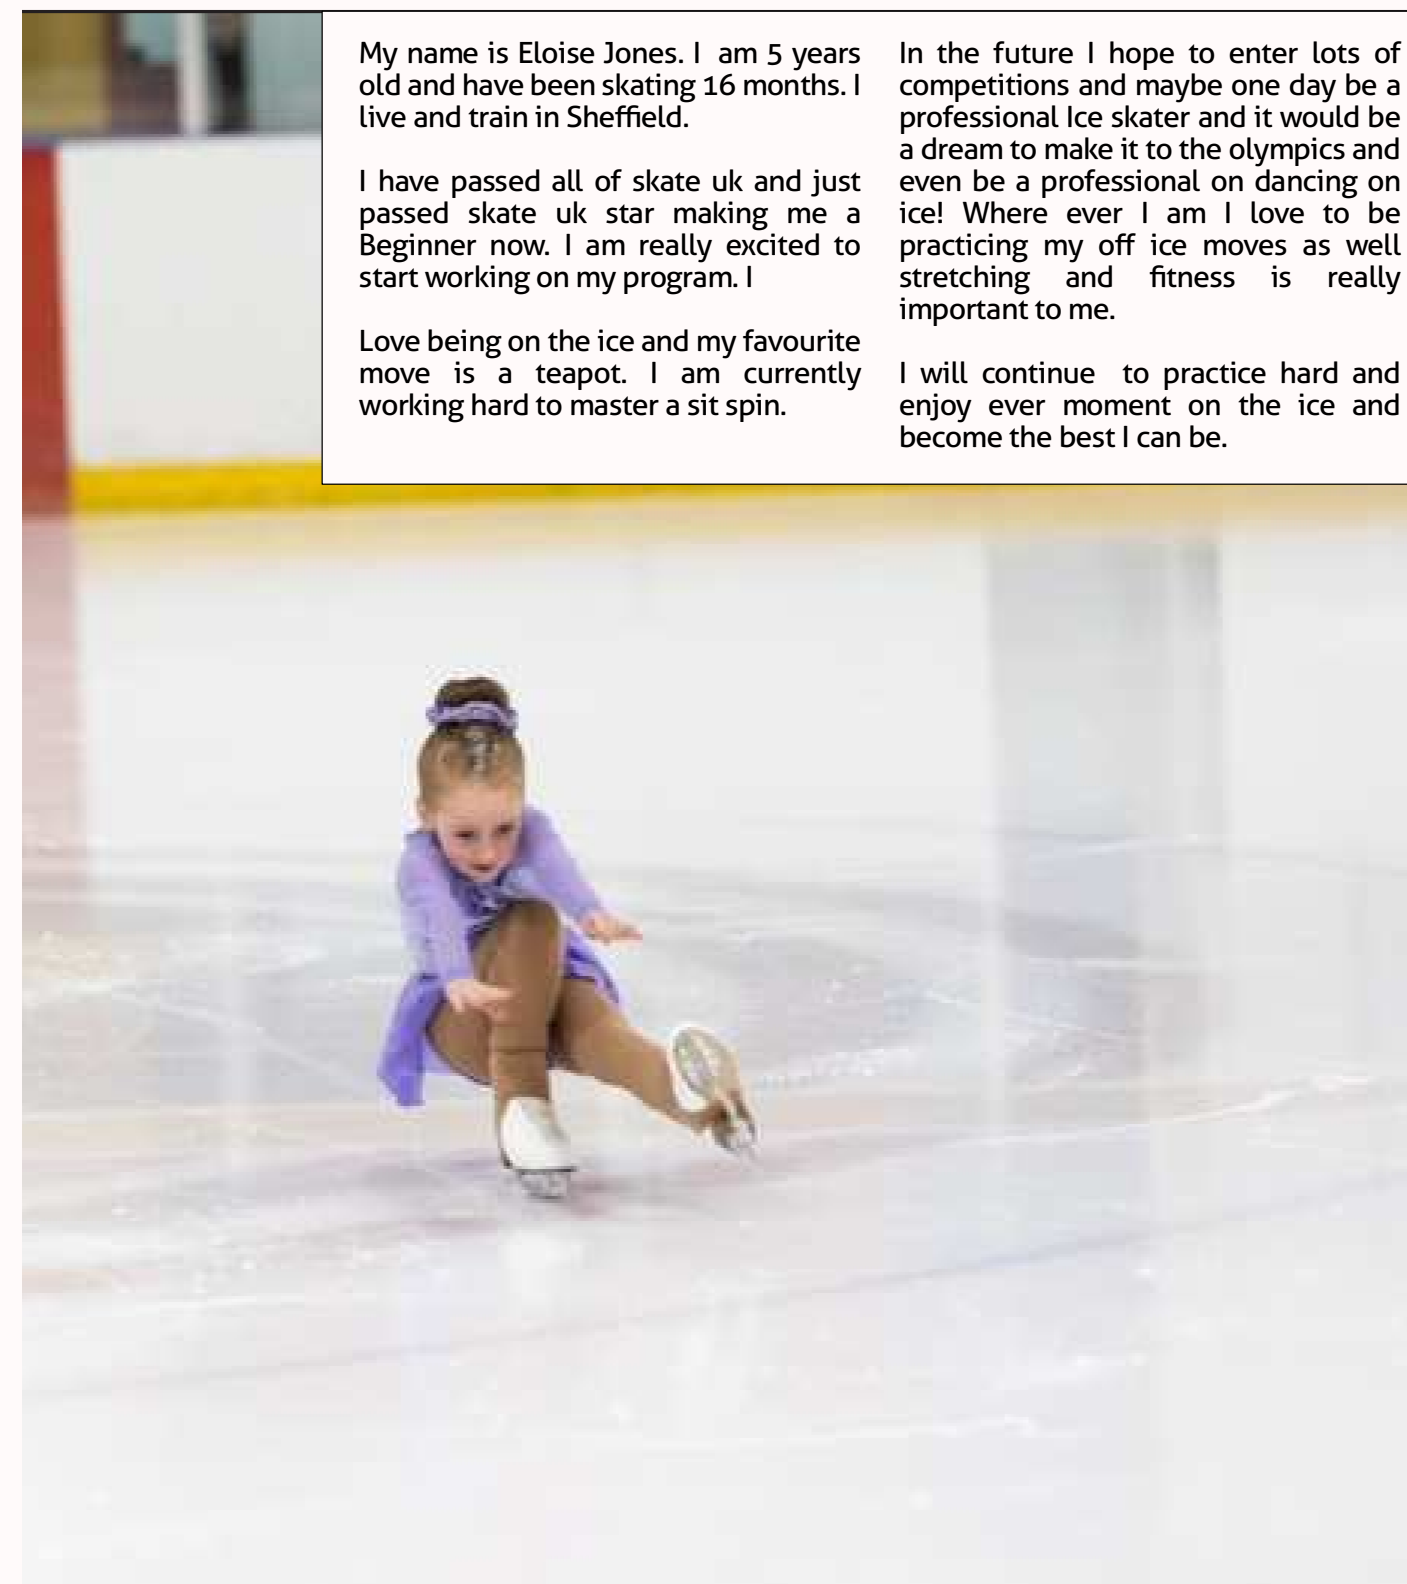 My name is Eloise Jones. I am 5 years
old and have been skating 16 months. I
live and train in Sheffield.
I have passed all of skate uk and just
passed skate uk star making me a
Beginner now. I am really excited to
start working on my program. I
Love being on the ice and my favourite
move is a teapot. I am currently
working hard to master a sit spin.
In the future I hope to enter lots of
competitions and maybe one day be a
professional Ice skater and it would be
a dream to make it to the olympics and
even be a professional on dancing on
ice! Where ever I am I love to be
practicing my off ice moves as well
stretching and fitness is really
important to me.
I will continue to practice hard and
enjoy ever moment on the ice and
become the best I can be.